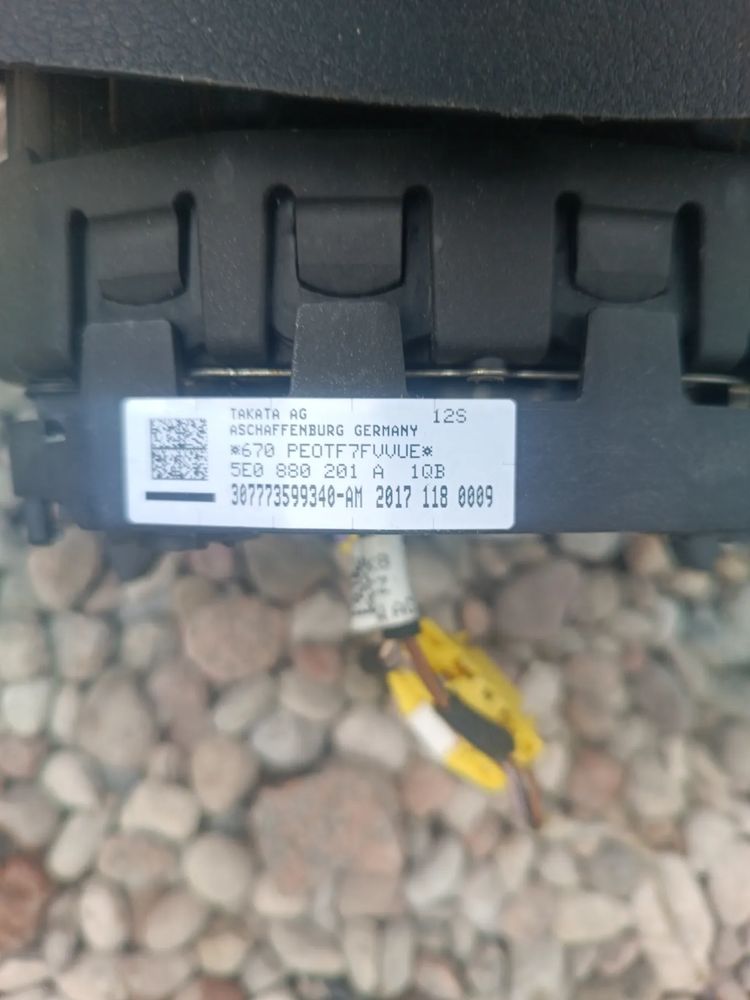 TAKATA AG 12S
ASCHAFFENBURG GERMANY
*670 PEOTF7FVVUE*
5E0 880 201 A 1QB
307773599340-AM 2017 118 0009